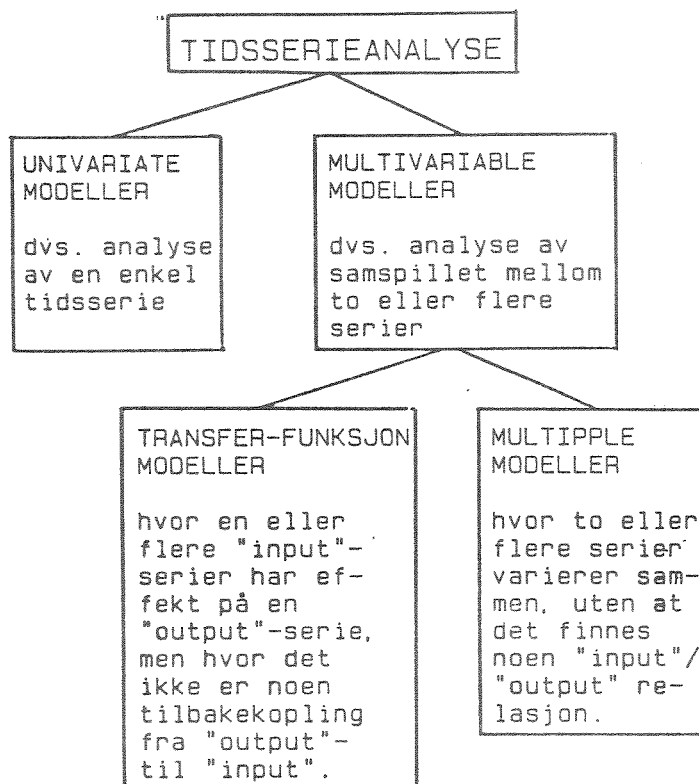 TIDSSERIEANALYSE
UNIVARIATE
MODELLER
dvs. analyse
av en enkel
tidsserie
MULTIVARIABLE
MODELLER
dvs. analyse av
samspillet mellom
to eller flere
serier
TRANSFER-FUNKSJON
MODELLER
hvor en eller
flere "input"-
serier har ef-
fekt på en
"output"-serie,
men hvor det
ikke er noen
tilbakekopling
fra "output"-
til "input".
MULTIPPLE
MODELLER
hvor to eller
flere serier
varierer sam-
men, uten at
det finnes
noen "input"/
"output" re-
lasjon.